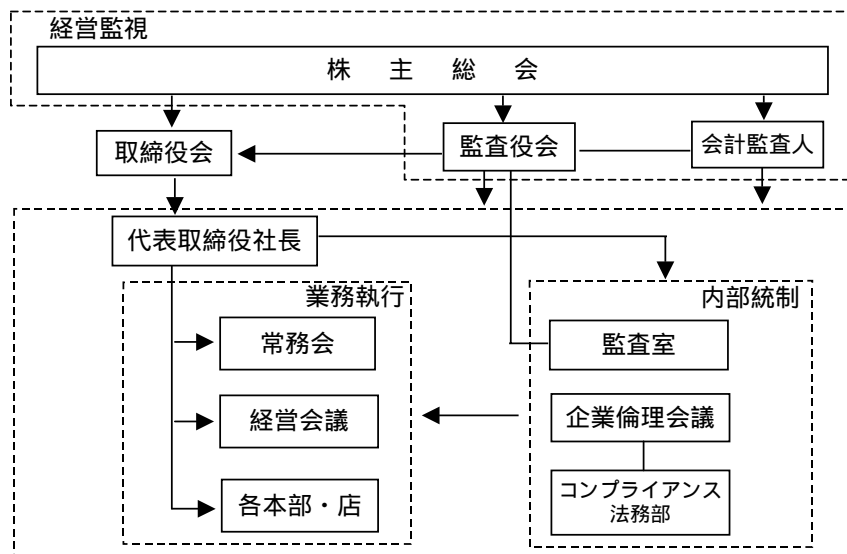 経営監視
株主総会
取締役会
監査役会
会計監査人
代表取締役社長
業務執行
内部統制
常務会
監査室
経営会議
企業倫理会議
各本部・店
コンプライアンス
法務部